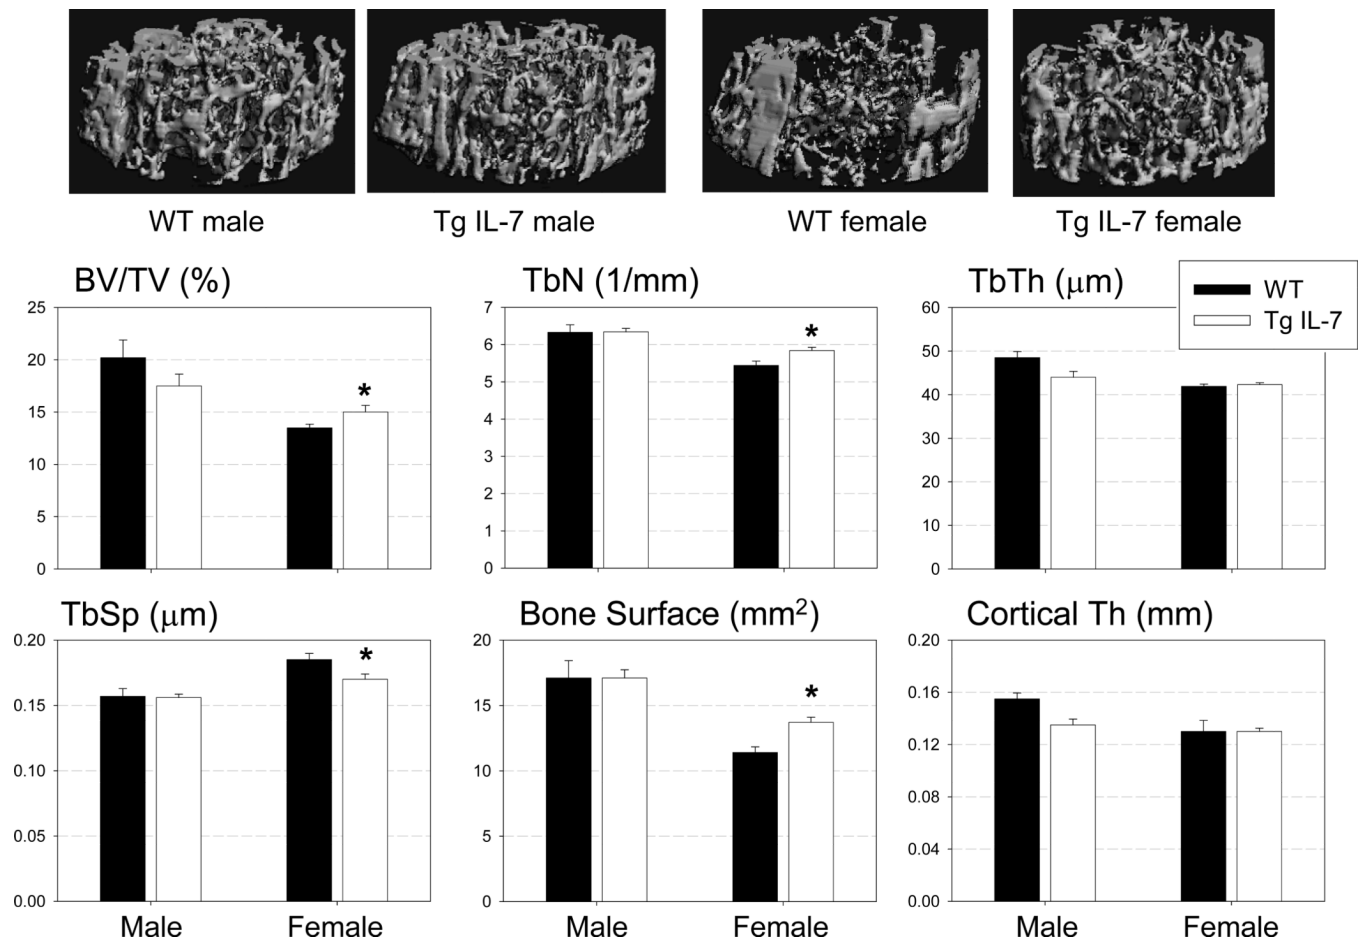 WT male
Tg IL-7 male
WT female
Tg IL-7 female
BV/TV (%)
25
20
15
10
5
0
*
TbN (1/mm)
7
6
5
4
3
2
1
0
*
TbTh (μm)
60
50
40
30
20
10
0
WT
Tg IL-7
TbSp (μm)
0.20
0.15
0.10
0.05
0.00
*
Male
Female
Bone Surface (mm²)
20
15
10
5
0
*
Male
Female
Cortical Th (mm)
0.20
0.16
0.12
0.08
0.04
0.00
Male
Female